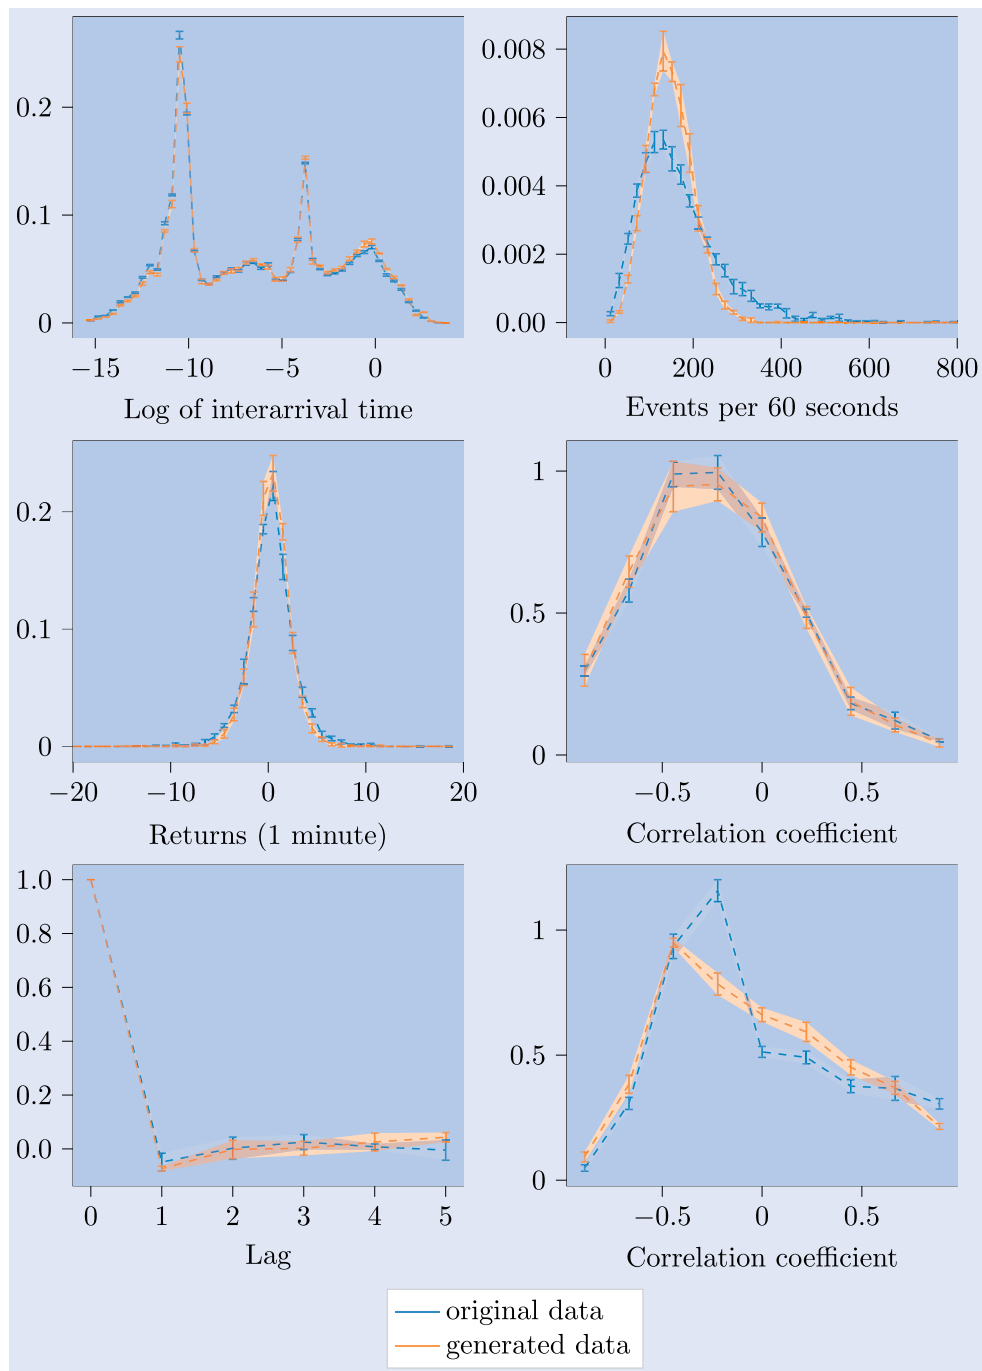 0.2
0.1
0
−15 −10 −5 0
Log of interarrival time
0.008
0.006
0.004
0.002
0.00
0 200 400 600 800
Events per 60 seconds
0.2
0.1
0
−20 −10 0 10 20
Returns (1 minute)
1
0.5
0
−0.5 0 0.5
Correlation coefficient
1.0
0.8
0.6
0.4
0.2
0.0
0 1 2 3 4 5
Lag
1
0.5
0
−0.5 0 0.5
Correlation coefficient
original data
generated data